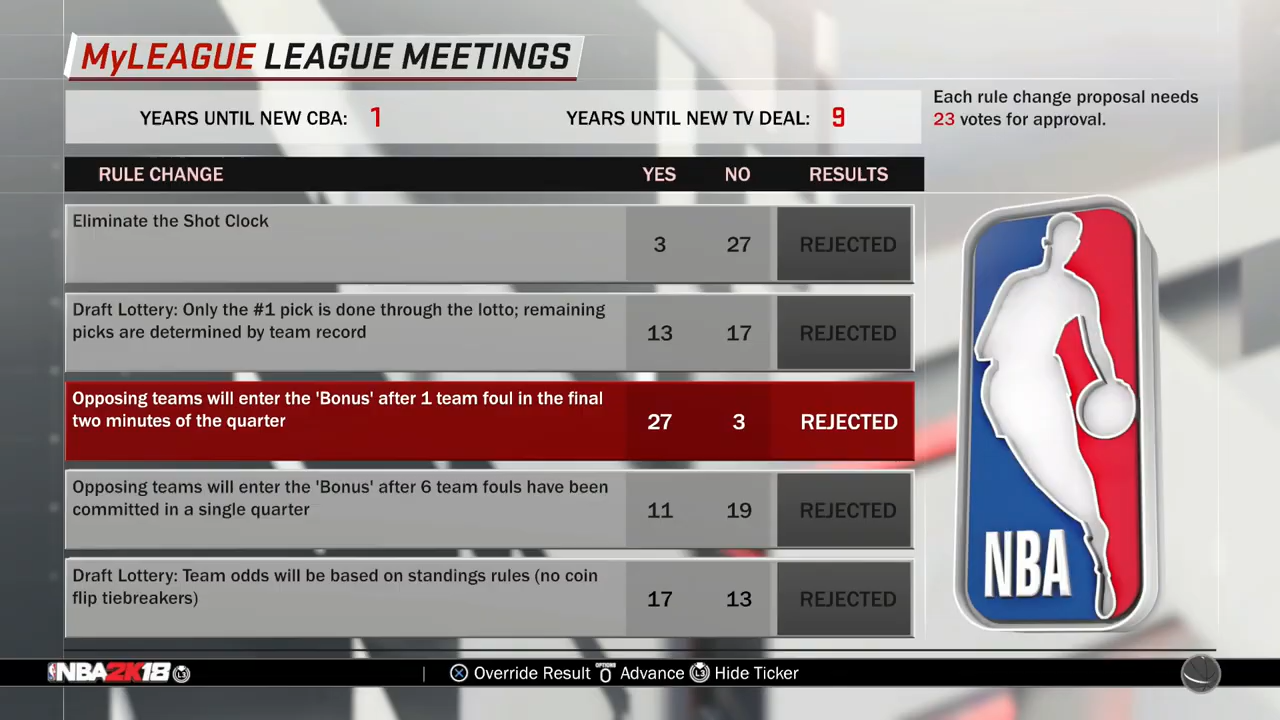 MyLEAGUE LEAGUE MEETINGS
YEARS UNTIL NEW CBA: 1 YEARS UNTIL NEW TV DEAL: 9
Each rule change proposal needs
23 votes for approval.
RULE CHANGE YES NO RESULTS
Eliminate the Shot Clock
3 27 REJECTED
Draft Lottery: Only the #1 pick is done through the lotto; remaining
picks are determined by team record
13 17 REJECTED
Opposing teams will enter the 'Bonus' after 1 team foul in the final
two minutes of the quarter
27 3 REJECTED
Opposing teams will enter the 'Bonus' after 6 team fouls have been
committed in a single quarter
11 19 REJECTED
Draft Lottery: Team odds will be based on standings rules (no coin
flip tiebreakers)
17 13 REJECTED
NBA
NBA2K18 L3 | Override Result OPTIONS Advance L3 Hide Ticker